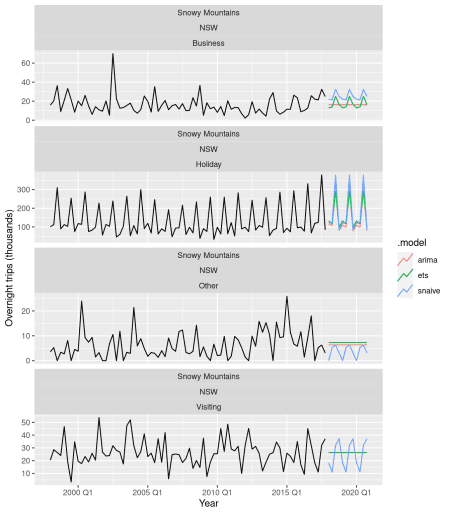 Snowy Mountains
NSW
Business
60
40
20
0
Snowy Mountains
NSW
Holiday
300
200
100
Snowy Mountains
NSW
Other
20
10
0
Snowy Mountains
NSW
Visiting
50
40
30
20
10
2000 Q1 2005 Q1 2010 Q1 2015 Q1 2020 Q1
Year
Overnight trips (thousands)
.model
arima
ets
snaive